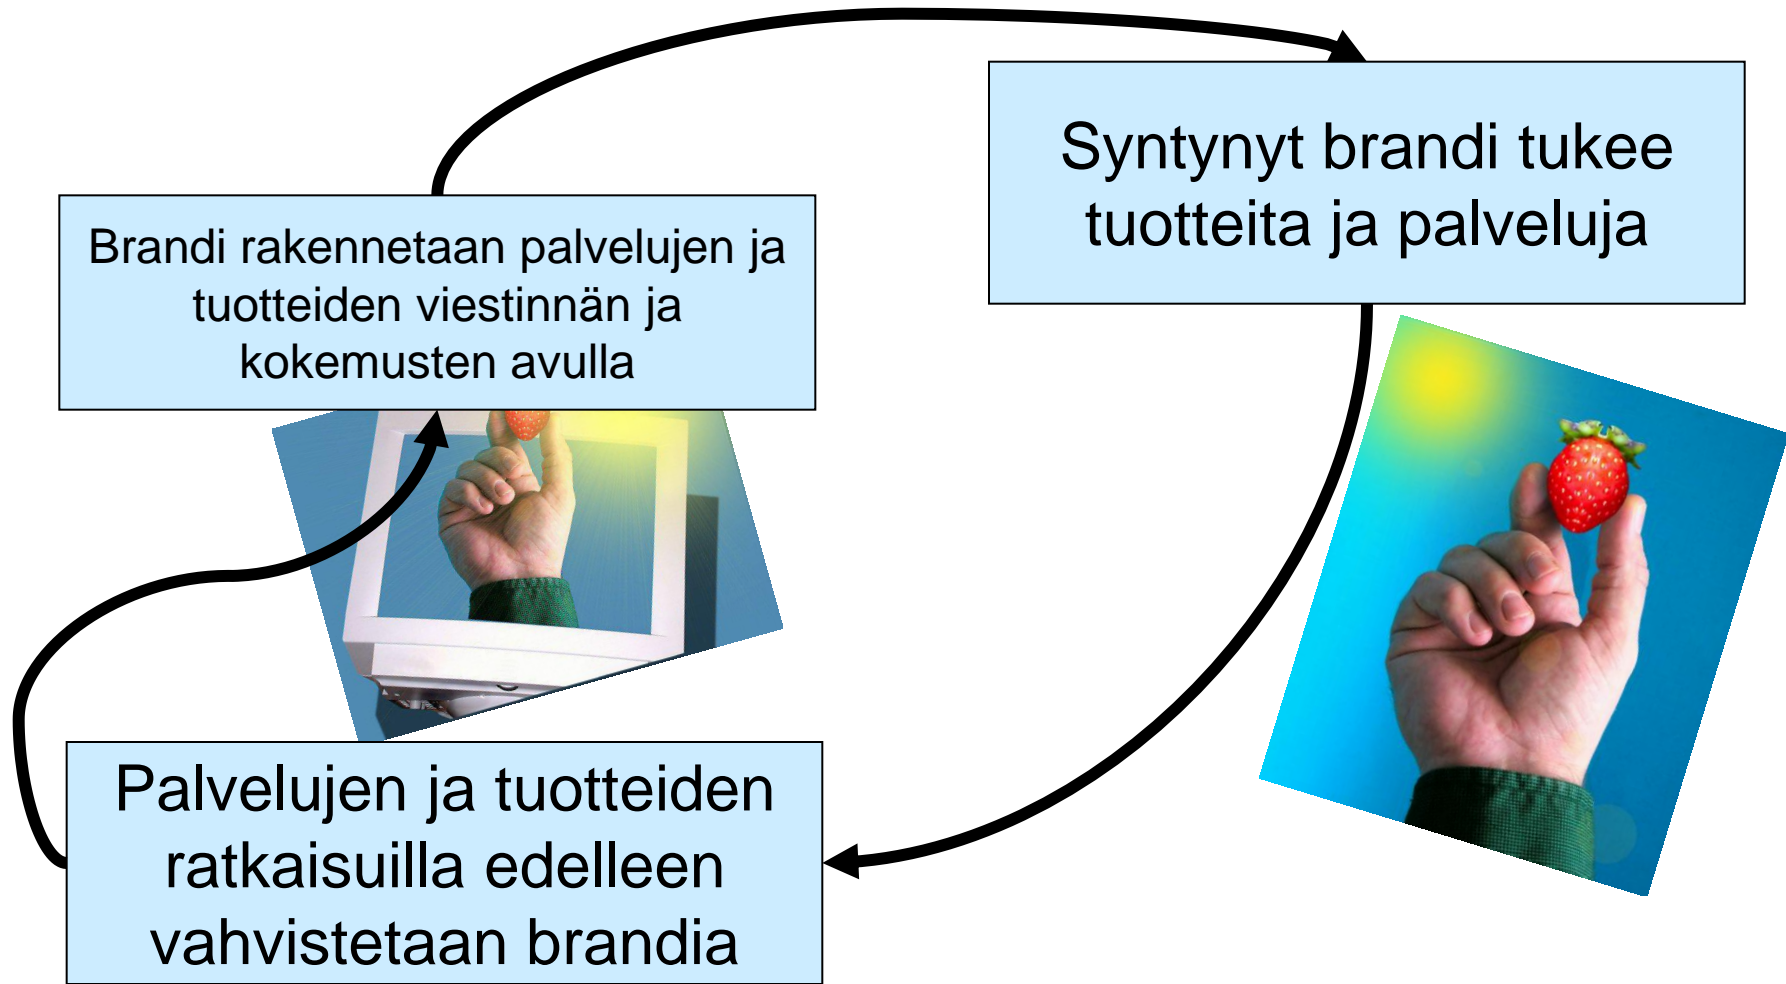 Brandi rakennetaan palvelujen ja
tuotteiden viestinnän ja
kokemusten avulla
Syntynyt brandi tukee
tuotteita ja palveluja
Palvelujen ja tuotteiden
ratkaisuilla edelleen
vahvistetaan brandia